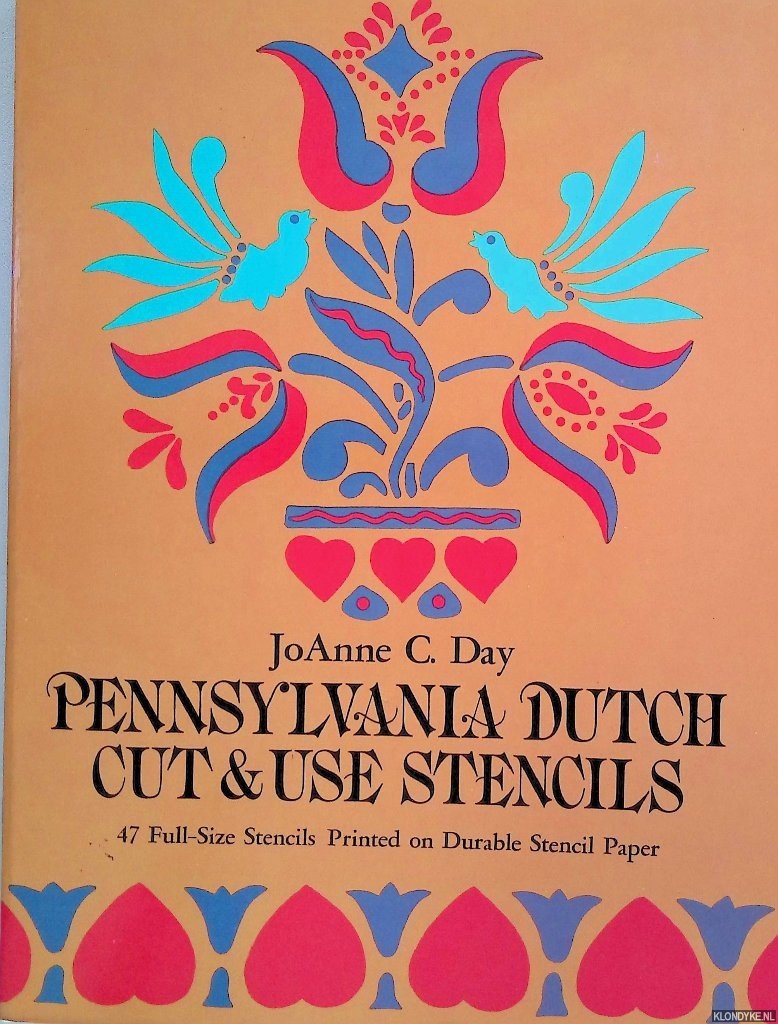 JoAnne C. Day
PENNSYLVANIA DUTCH
CUT & USE STENCILS
47 Full-Size Stencils Printed on Durable Stencil Paper
KLONDYKE.NL